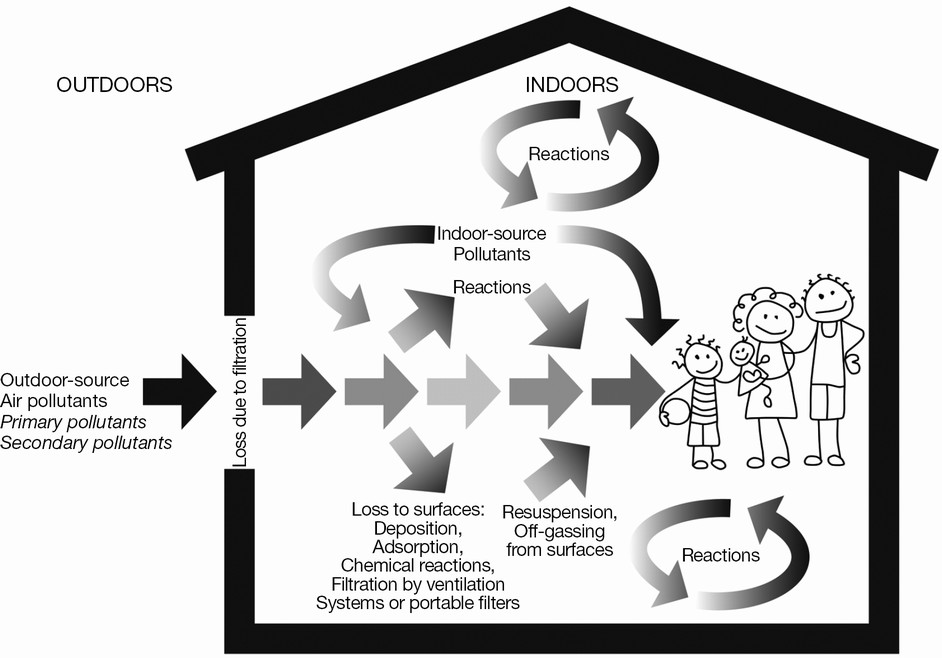 OUTDOORS
INDOORS
Reactions
Indoor-source
Pollutants
Reactions
Loss due to filtration
Outdoor-source
Air pollutants
Primary pollutants
Secondary pollutants
Loss to surfaces:
Deposition,
Adsorption,
Chemical reactions,
Filtration by ventilation
Systems or portable filters
Resuspension,
Off-gassing
from surfaces
Reactions